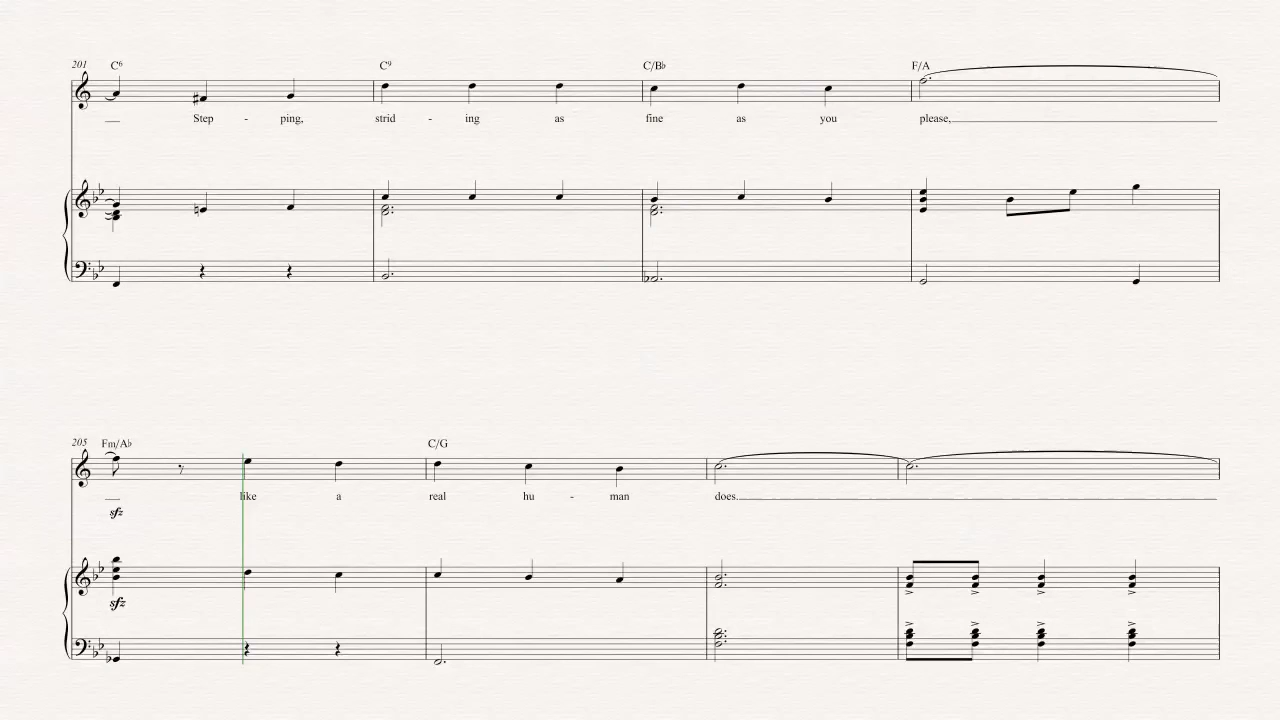 201 C6 C9 C/B♭ F/A
Step - ping, strid - ing as fine as you please,
205 Fm/A♭ C/G
like a real hu - man does.
sfz
sfz